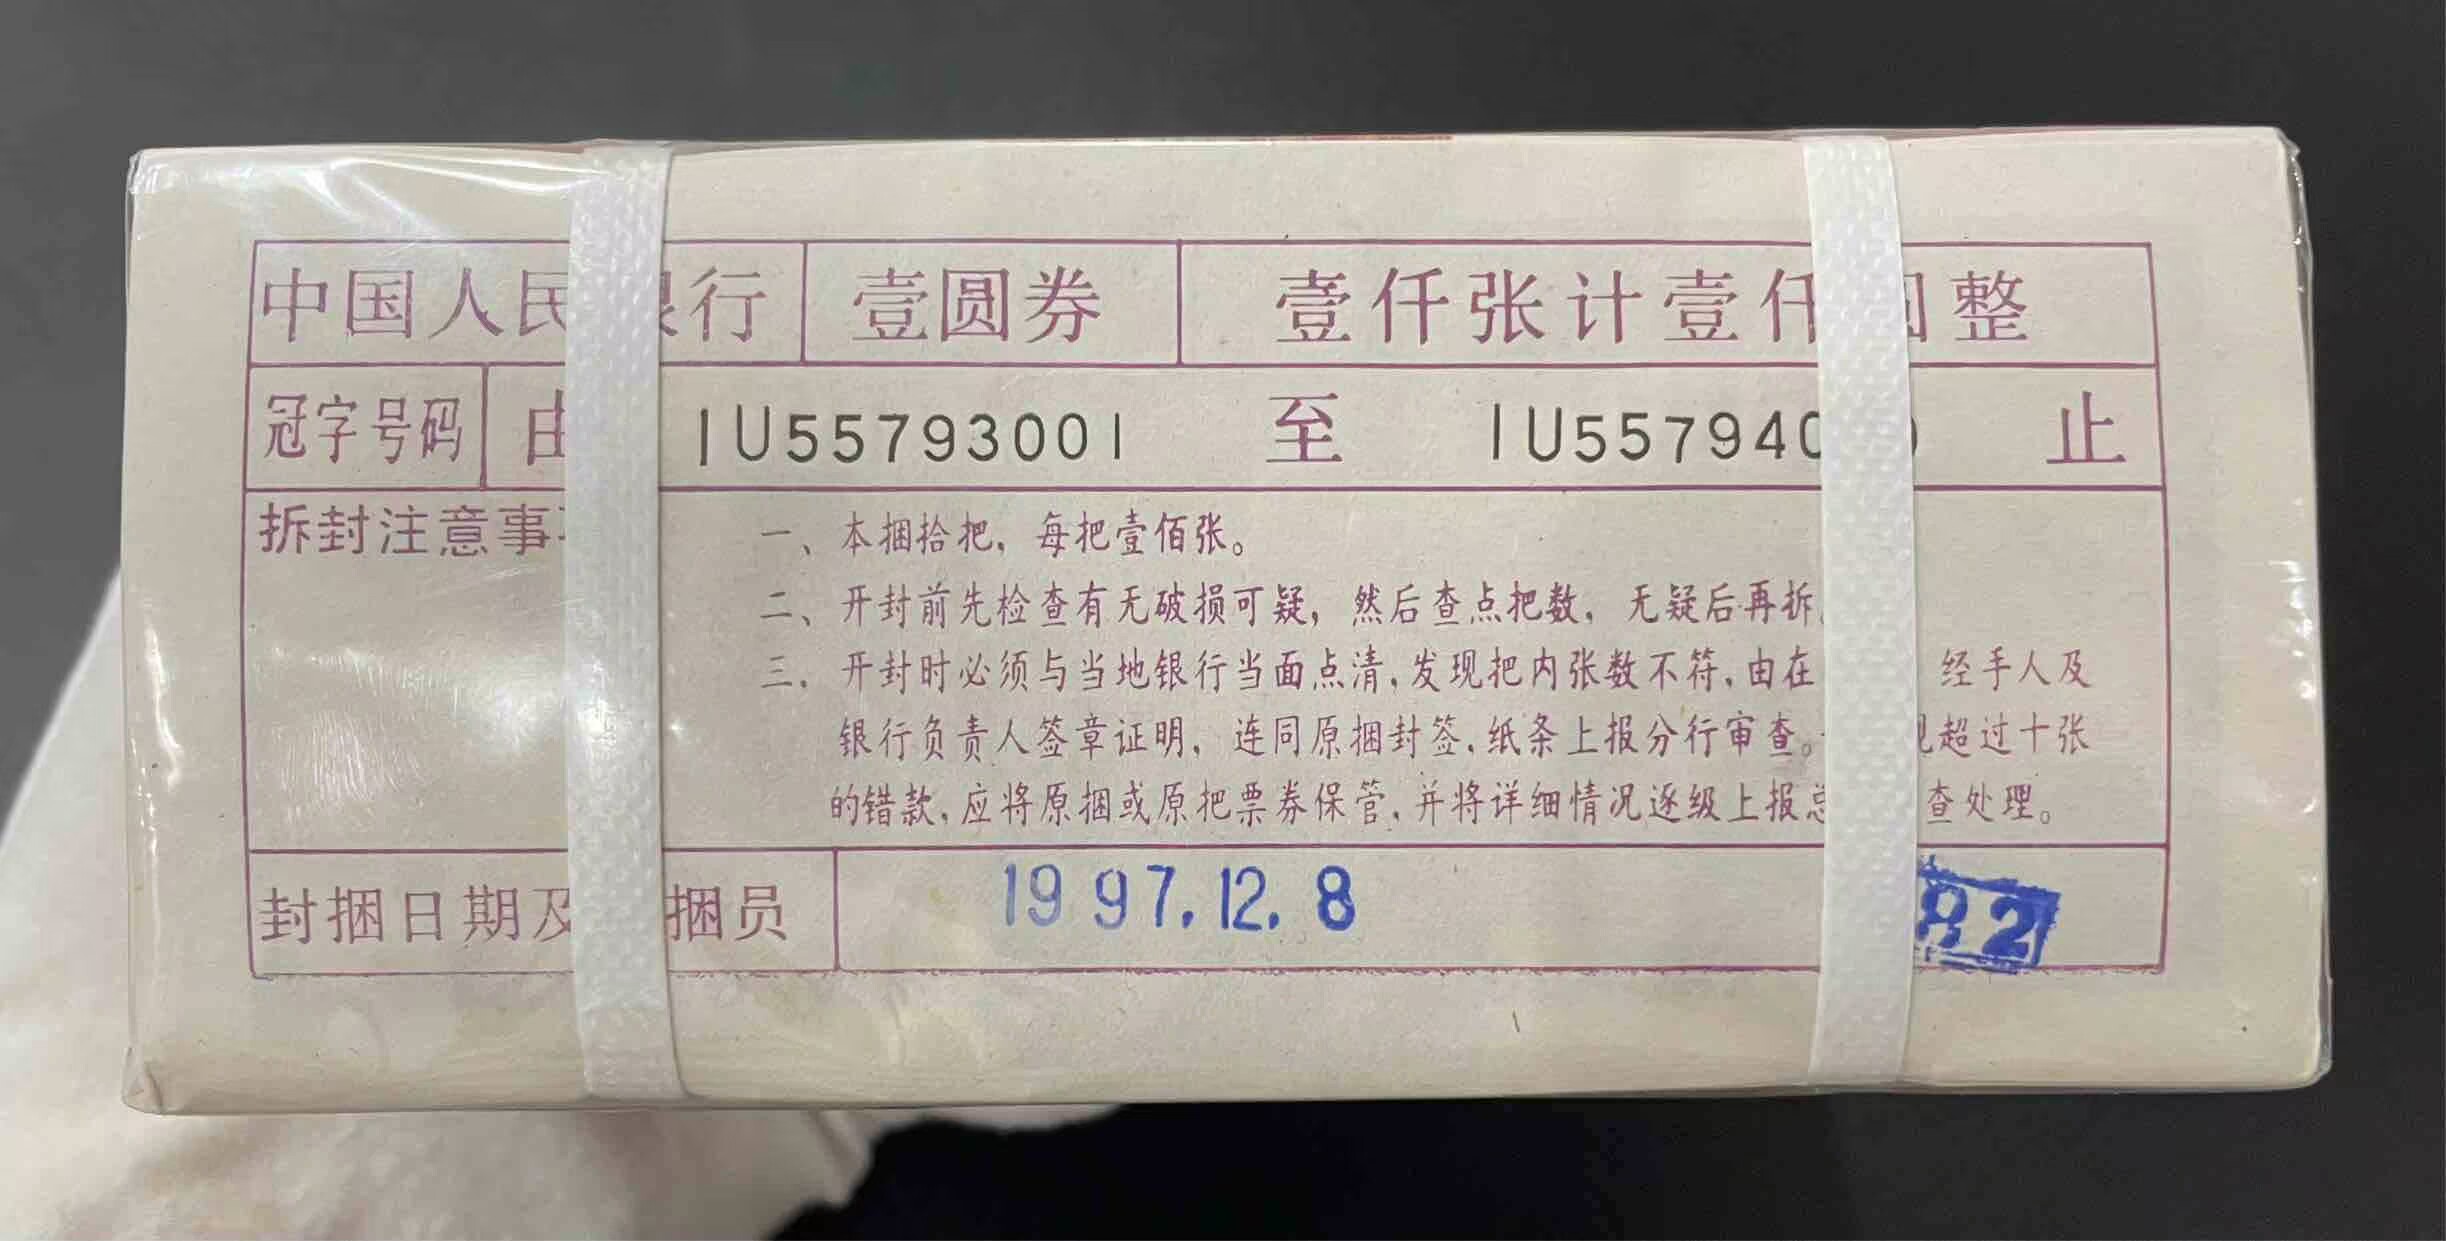 中国人民银行 壹圆券 壹仟张计壹仟圆整
冠字号码 由 IU55793001 至 IU55794000 止
拆封注意事项
一、本捆拾把，每把壹佰张。
二、开封前先检查有无破损可疑，然后查点把数，无疑后再拆
三．开封时必须与当地银行当面点清，发现把内张数不符，由在 经手人及
银行负责人签章证明，连同原捆封签，纸条上报分行审查。 现超过十张
的错款，应将原捆或原把票券保管，并将详细情况逐级上报总 查处理。
封捆日期及封捆员 1997.12.8 82